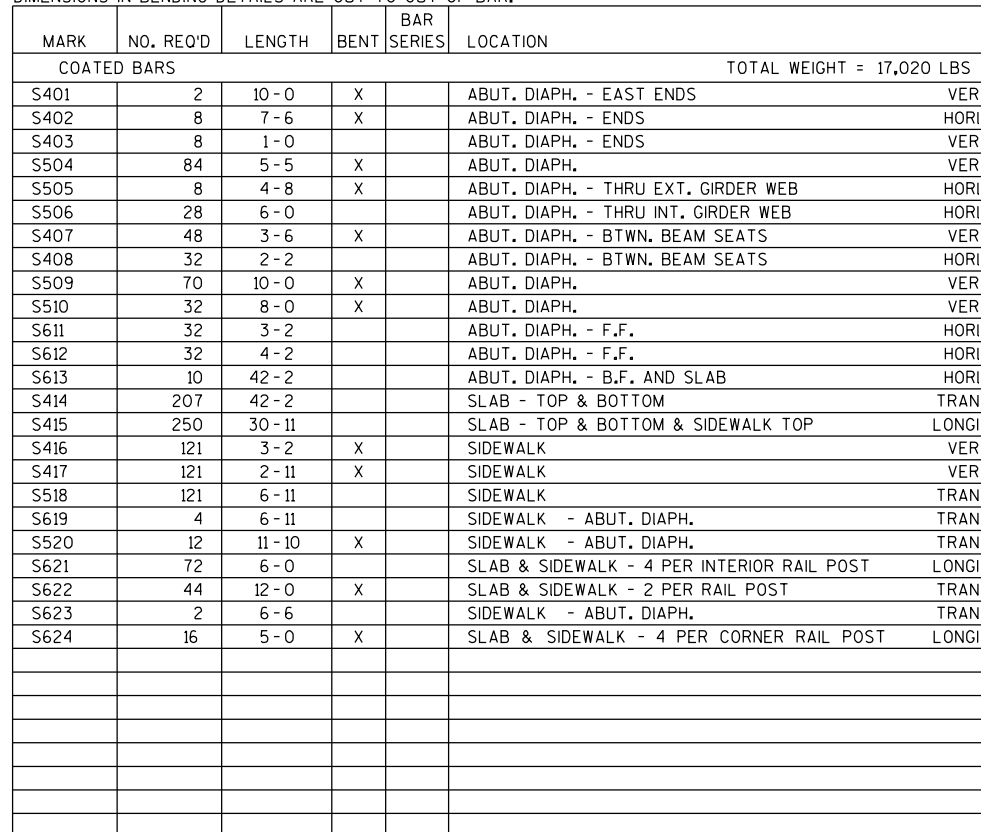 DIMENSIONS IN BENDING DETAILS ARE OUT TO OUT OF BAR.
MARK NO. REQ'D LENGTH BENT BAR SERIES LOCATION
COATED BARS TOTAL WEIGHT = 17,020 LBS
S401 2 10-0 X ABUT. DIAPH. - EAST ENDS VER
S402 8 7-6 X ABUT. DIAPH. - ENDS HORI
S403 8 1-0 ABUT. DIAPH. - ENDS VER
S504 84 5-5 X ABUT. DIAPH. VER
S505 8 4-8 X ABUT. DIAPH. - THRU EXT. GIRDER WEB HORI
S506 28 6-0 ABUT. DIAPH. - THRU INT. GIRDER WEB HORI
S407 48 3-6 X ABUT. DIAPH. - BTWN. BEAM SEATS VER
S408 32 2-2 ABUT. DIAPH. - BTWN. BEAM SEATS HORI
S509 70 10-0 X ABUT. DIAPH. VER
S510 32 8-0 X ABUT. DIAPH. VER
S611 32 3-2 ABUT. DIAPH. - F.F. HORI
S612 32 4-2 ABUT. DIAPH. - F.F. HORI
S613 10 42-2 ABUT. DIAPH. - B.F. AND SLAB HORI
S414 207 42-2 SLAB - TOP & BOTTOM TRAN
S415 250 30-11 SLAB - TOP & BOTTOM & SIDEWALK TOP LONGI
S416 121 3-2 X SIDEWALK VER
S417 121 2-11 X SIDEWALK VER
S518 121 6-11 SIDEWALK TRAN
S619 4 6-11 SIDEWALK - ABUT. DIAPH. TRAN
S520 12 11-10 X SIDEWALK - ABUT. DIAPH. TRAN
S621 72 6-0 SLAB & SIDEWALK - 4 PER INTERIOR RAIL POST LONGI
S622 44 12-0 X SLAB & SIDEWALK - 2 PER RAIL POST TRAN
S623 2 6-6 SIDEWALK - ABUT. DIAPH. TRAN
S624 16 5-0 X SLAB & SIDEWALK - 4 PER CORNER RAIL POST LONGI